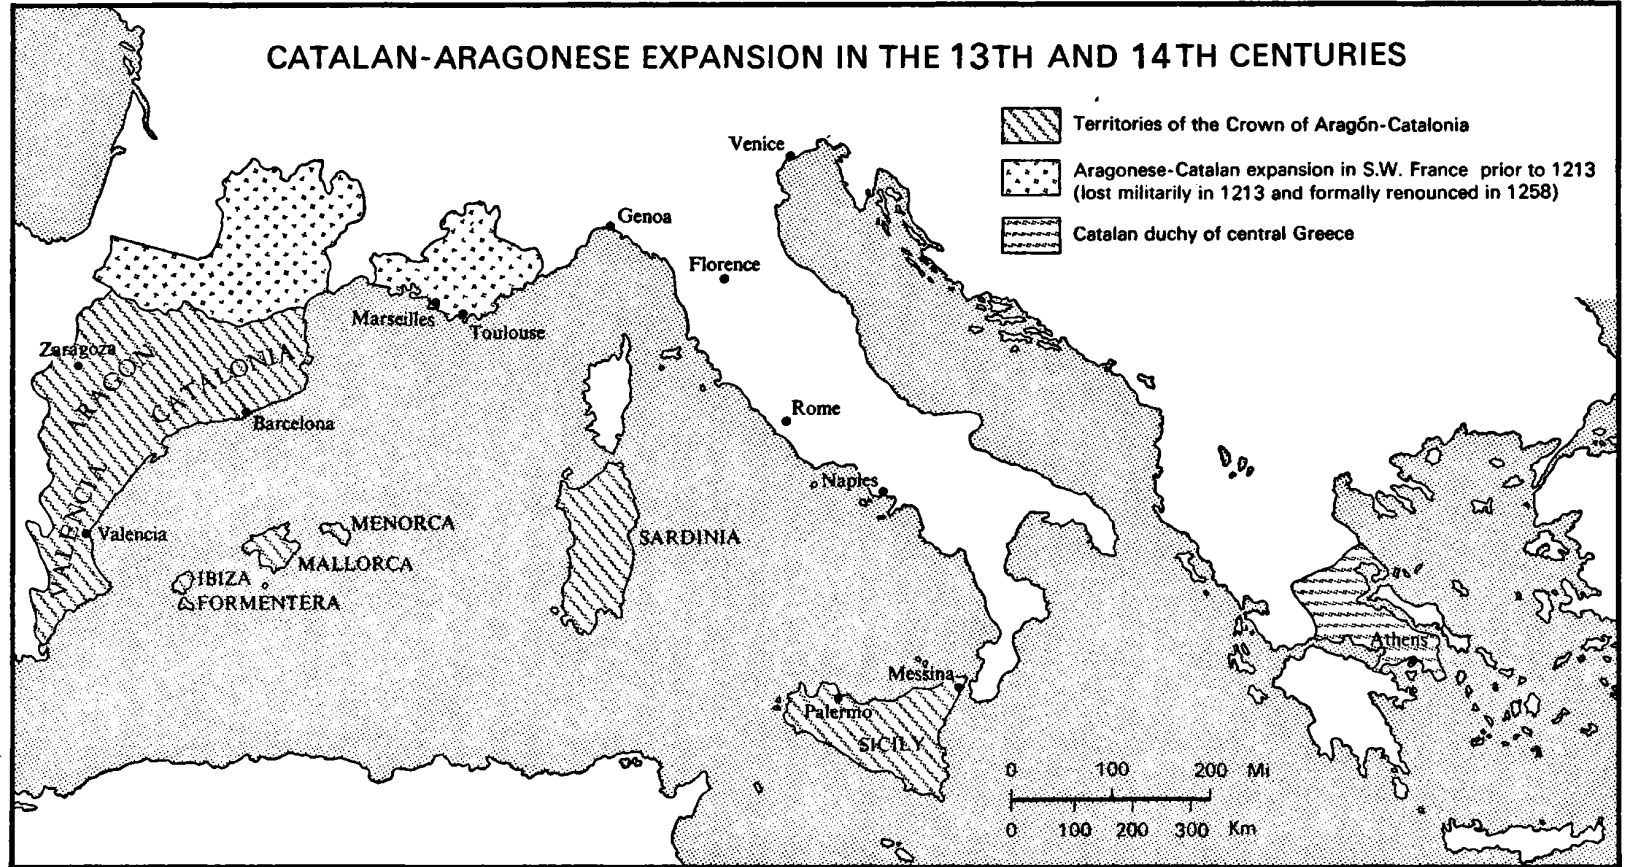 CATALAN-ARAGONESE EXPANSION IN THE 13TH AND 14TH CENTURIES
Territories of the Crown of Aragón-Catalonia
Aragonese-Catalan expansion in S.W. France prior to 1213
(lost militarily in 1213 and formally renounced in 1258)
Catalan duchy of central Greece
Venice
Genoa
Florence
Marseilles
Toulouse
Zaragoza
ARAGON
CATALONIA
Barcelona
Rome
Naples
VALENCIA
Valencia
MENORCA
MALLORCA
IBIZA
FORMENTERA
SARDINIA
Athens
Messina
Palermo
SICILY
0 100 200 Mi
0 100 200 300 Km